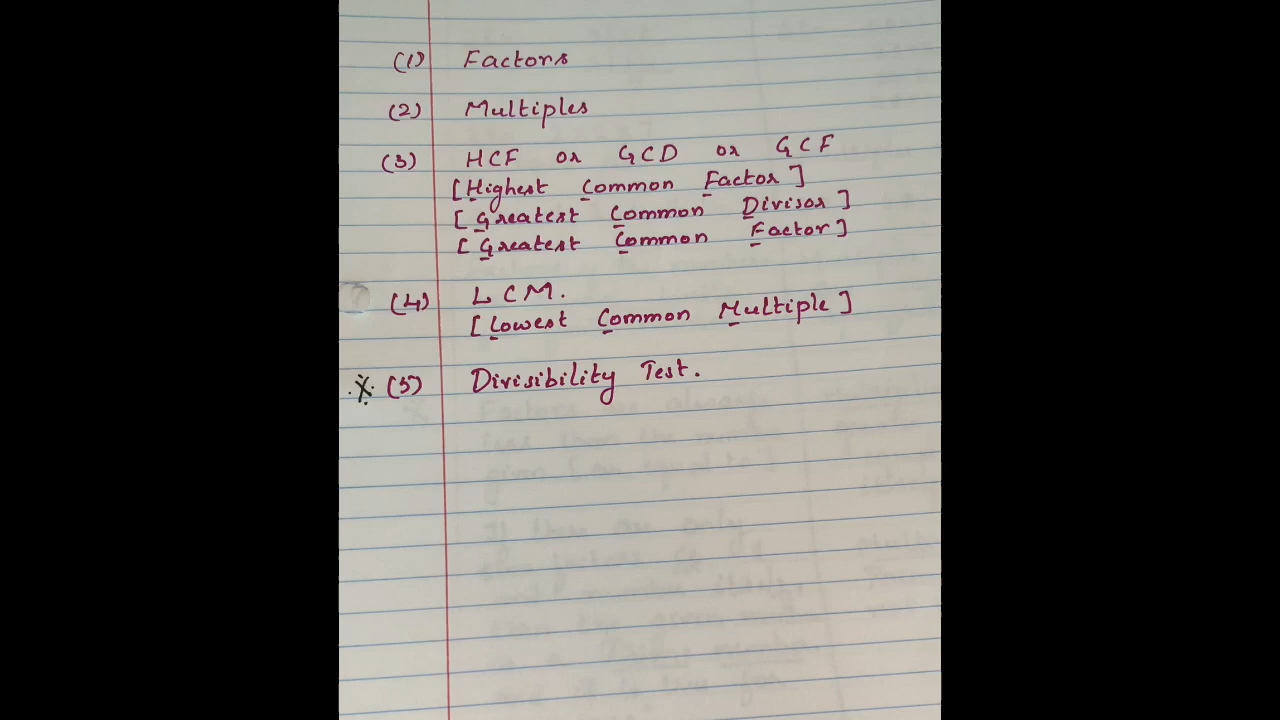 (1) Factors
(2) Multiples
(3) HCF or GCD or GCF
[Highest Common Factor]
[Greatest Common Divisor]
[Greatest Common Factor]
(4) LCM.
[Lowest Common Multiple]
(5) Divisibility Test.